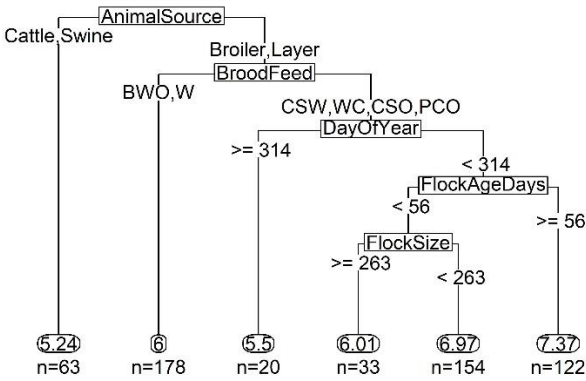 AnimalSource
Cattle,Swine
Broiler,Layer
BroodFeed
BWO,W
CSW,WC,CSO,PCO
DayOfYear
>= 314
< 314
FlockAgeDays
< 56
>= 56
FlockSize
>= 263
< 263
5.24 6 5.5 6.01 6.97 7.37
n=63 n=178 n=20 n=33 n=154 n=122